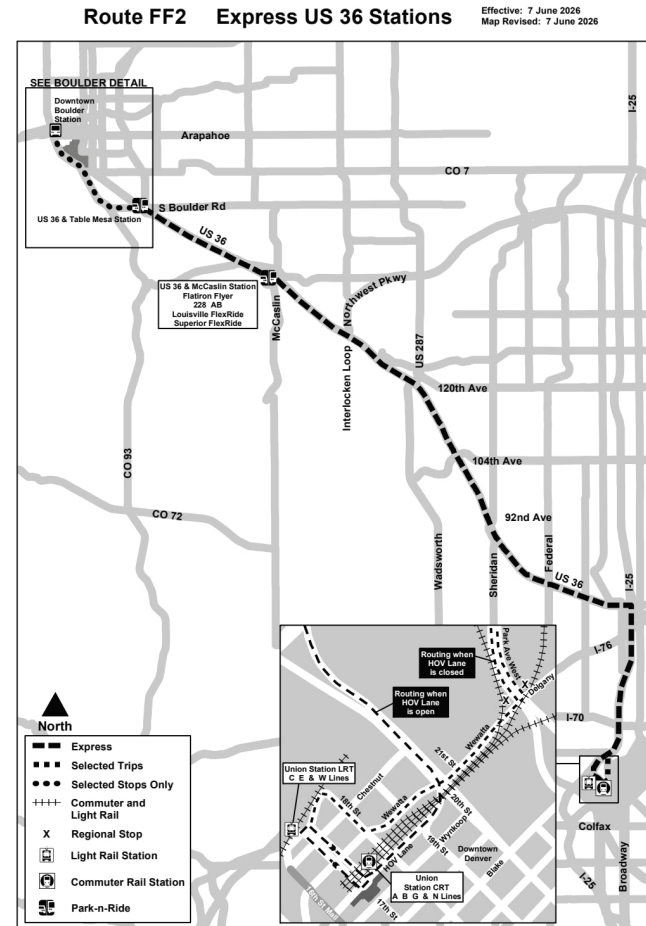 Route FF2 Express US 36 Stations
Effective: 7 June 2026
Map Revised: 7 June 2026
SEE BOULDER DETAIL
Downtown
Boulder
Station
Arapahoe
I-25
CO 7
S Boulder Rd
US 36 & Table Mesa Station
US 36
US 36 & McCaslin Station
Flatiron Flyer
228 AB
Louisville FlexRide
Superior FlexRide
McCaslin
Northwest Pkwy
Interlocken Loop
US 287
120th Ave
CO 93
104th Ave
CO 72
92nd Ave
Wadsworth
Sheridan
Federal
US 36
I-25
I-76
I-70
Colfax
I-25
Broadway
Routing when
HOV Lane
is closed
Park Ave West
X
X
Delgany
Routing when
HOV Lane
is open
21st St
Wewatta
Union Station LRT
C E & W Lines
Chestnut
18th St
Wewatta
20th St
Wynkoop
19th St
HOV Lane
Downtown
Denver
Blake
Union
Station CRT
A B G & N Lines
16th St Mall
17th St
North
Express
Selected Trips
Selected Stops Only
Commuter and
Light Rail
X Regional Stop
Light Rail Station
Commuter Rail Station
Park-n-Ride